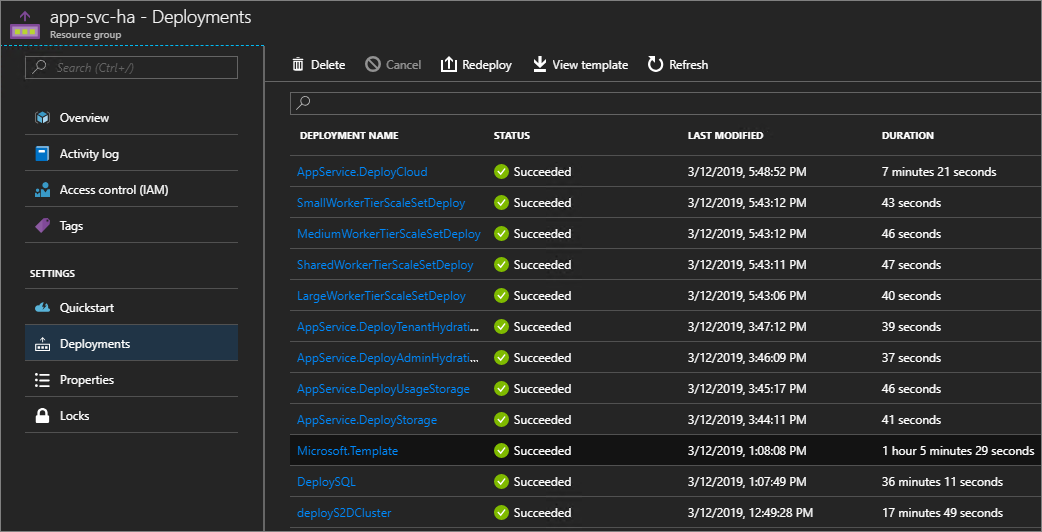 app-svc-ha - Deployments
Resource group
Search (Ctrl+/)
Overview
Activity log
Access control (IAM)
Tags
SETTINGS
Quickstart
Deployments
Properties
Locks
Delete Cancel Redeploy View template Refresh
DEPLOYMENT NAME STATUS LAST MODIFIED DURATION
AppService.DeployCloud Succeeded 3/12/2019, 5:48:52 PM 7 minutes 21 seconds
SmallWorkerTierScaleSetDeploy Succeeded 3/12/2019, 5:43:12 PM 43 seconds
MediumWorkerTierScaleSetDeploy Succeeded 3/12/2019, 5:43:12 PM 46 seconds
SharedWorkerTierScaleSetDeploy Succeeded 3/12/2019, 5:43:11 PM 47 seconds
LargeWorkerTierScaleSetDeploy Succeeded 3/12/2019, 5:43:06 PM 40 seconds
AppService.DeployTenantHydrati... Succeeded 3/12/2019, 3:47:12 PM 39 seconds
AppService.DeployAdminHydrati... Succeeded 3/12/2019, 3:46:09 PM 37 seconds
AppService.DeployUsageStorage Succeeded 3/12/2019, 3:45:17 PM 46 seconds
AppService.DeployStorage Succeeded 3/12/2019, 3:44:11 PM 41 seconds
Microsoft.Template Succeeded 3/12/2019, 1:08:08 PM 1 hour 5 minutes 29 seconds
DeploySQL Succeeded 3/12/2019, 1:07:49 PM 36 minutes 11 seconds
deployS2DCluster Succeeded 3/12/2019, 12:49:28 PM 17 minutes 49 seconds